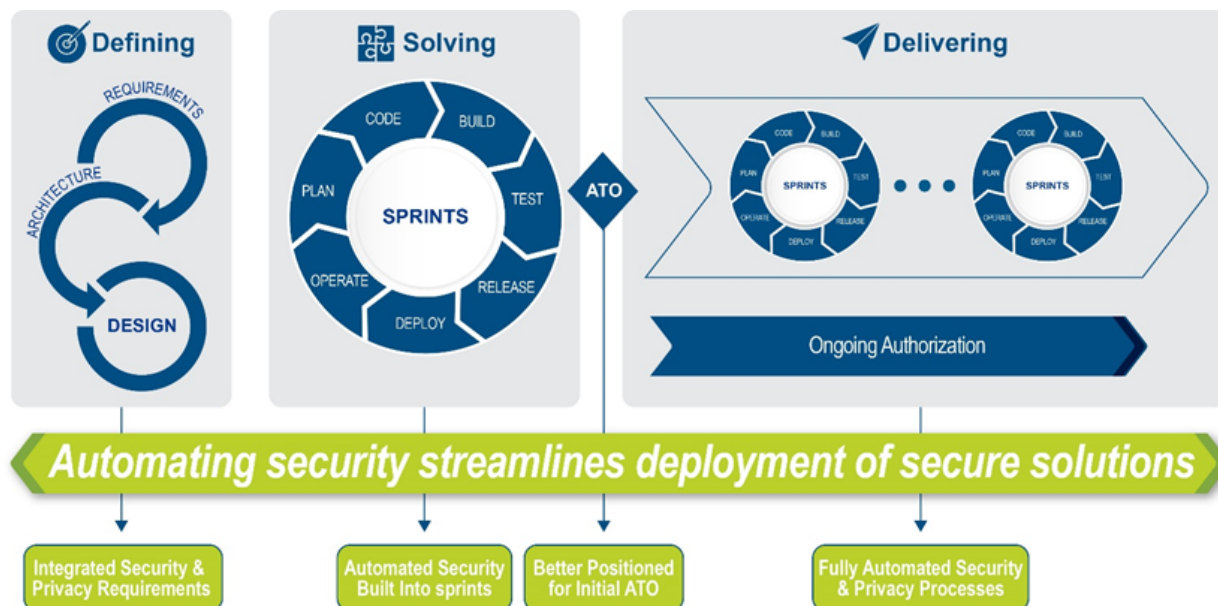 Defining
REQUIREMENTS
ARCHITECTURE
DESIGN
Solving
CODE
BUILD
PLAN
TEST
SPRINTS
OPERATE
RELEASE
DEPLOY
ATO
Delivering
CODE
BUILD
PLAN
TEST
SPRINTS
OPERATE
RELEASE
DEPLOY
CODE
BUILD
PLAN
TEST
SPRINTS
OPERATE
RELEASE
DEPLOY
Ongoing Authorization
Automating security streamlines deployment of secure solutions
Integrated Security &
Privacy Requirements
Automated Security
Built Into sprints
Better Positioned
for Initial ATO
Fully Automated Security
& Privacy Processes